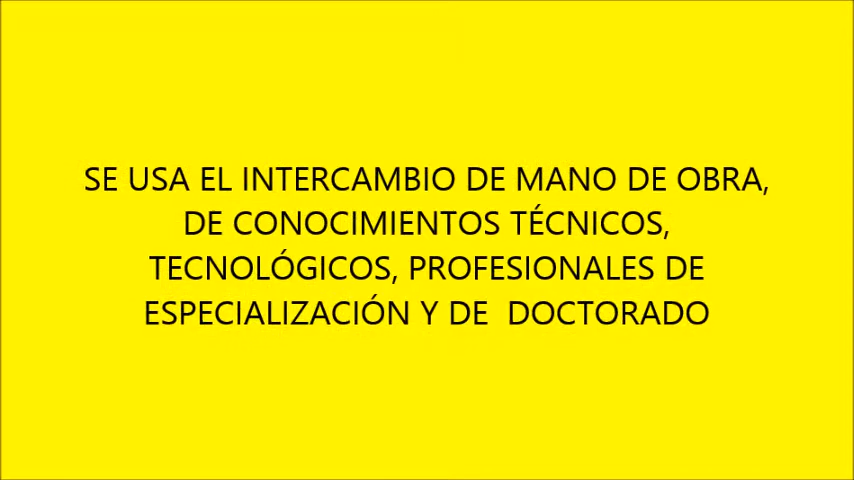 SE USA EL INTERCAMBIO DE MANO DE OBRA,
DE CONOCIMIENTOS TÉCNICOS,
TECNOLÓGICOS, PROFESIONALES DE
ESPECIALIZACIÓN Y DE  DOCTORADO